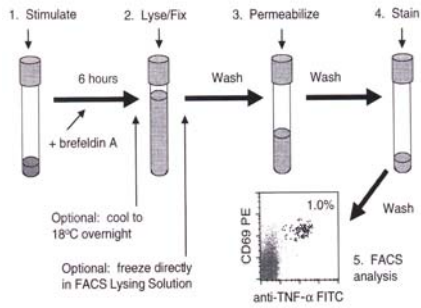 1. Stimulate
2. Lyse/Fix
3. Permeabilize
4. Stain
6 hours
Wash
Wash
+ brefeldin A
Optional: cool to
18ºC overnight
Optional: freeze directly
in FACS Lysing Solution
1.0%
CD69 PE
anti-TNF-α FITC
Wash
5. FACS
analysis